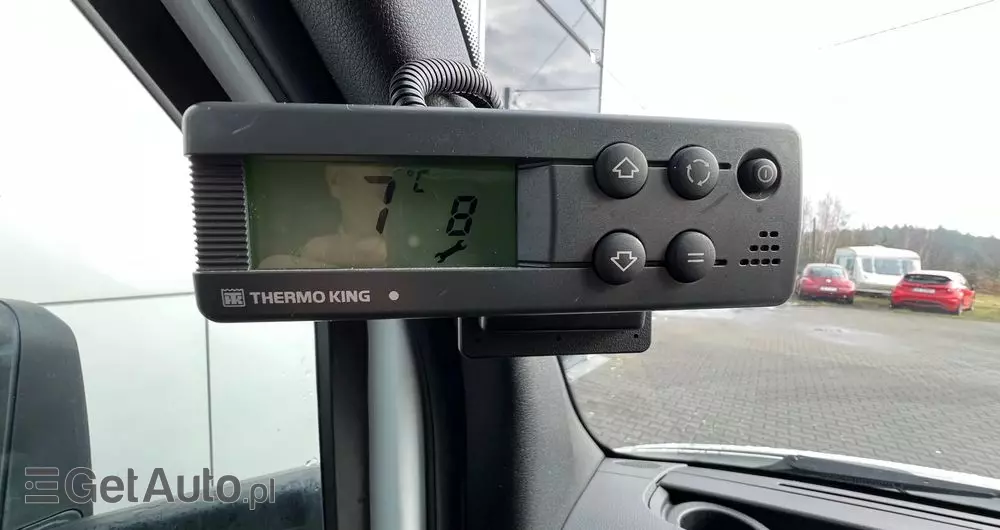 7 °C 8
THERMO KING
GetAuto.pl